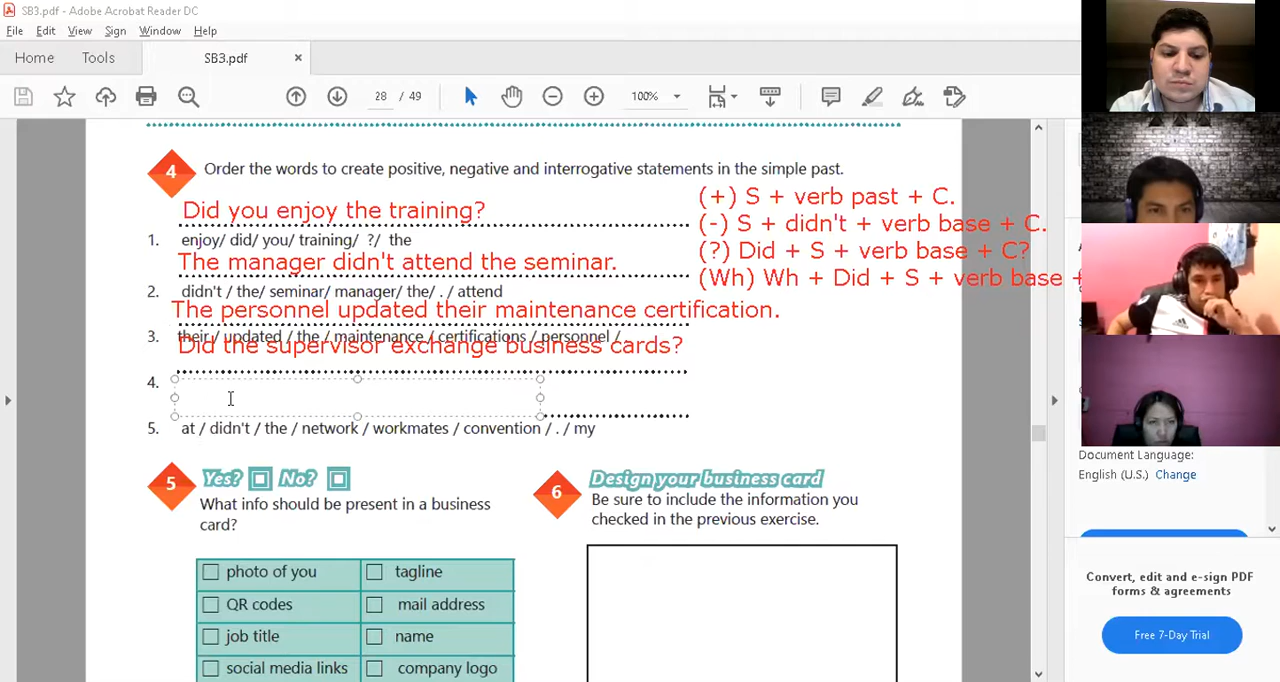 SB3.pdf - Adobe Acrobat Reader DC
File Edit View Sign Window Help
Home Tools SB3.pdf ×
28 / 49 100%
4 Order the words to create positive, negative and interrogative statements in the simple past.
(+) S + verb past + C.
Did you enjoy the training?
(-) S + didn't + verb base + C.
1. enjoy/ did/ you/ training/ ?/ the
(?) Did + S + verb base + C?
The manager didn't attend the seminar.
(Wh) Wh + Did + S + verb base +
2. didn't / the/ seminar/ manager/ the/ . / attend
The personnel updated their maintenance certification.
3. their / updated / the / maintenance / certifications / personnel /
Did the supervisor exchange business cards?
4.
5. at / didn't / the / network / workmates / convention / . / my
5 Yes? No?
What info should be present in a business
card?
photo of you tagline
QR codes mail address
job title name
social media links company logo
6 Design your business card
Be sure to include the information you
checked in the previous exercise.
Document Language:
English (U.S.) Change
Convert, edit and e-sign PDF
forms & agreements
Free 7-Day Trial